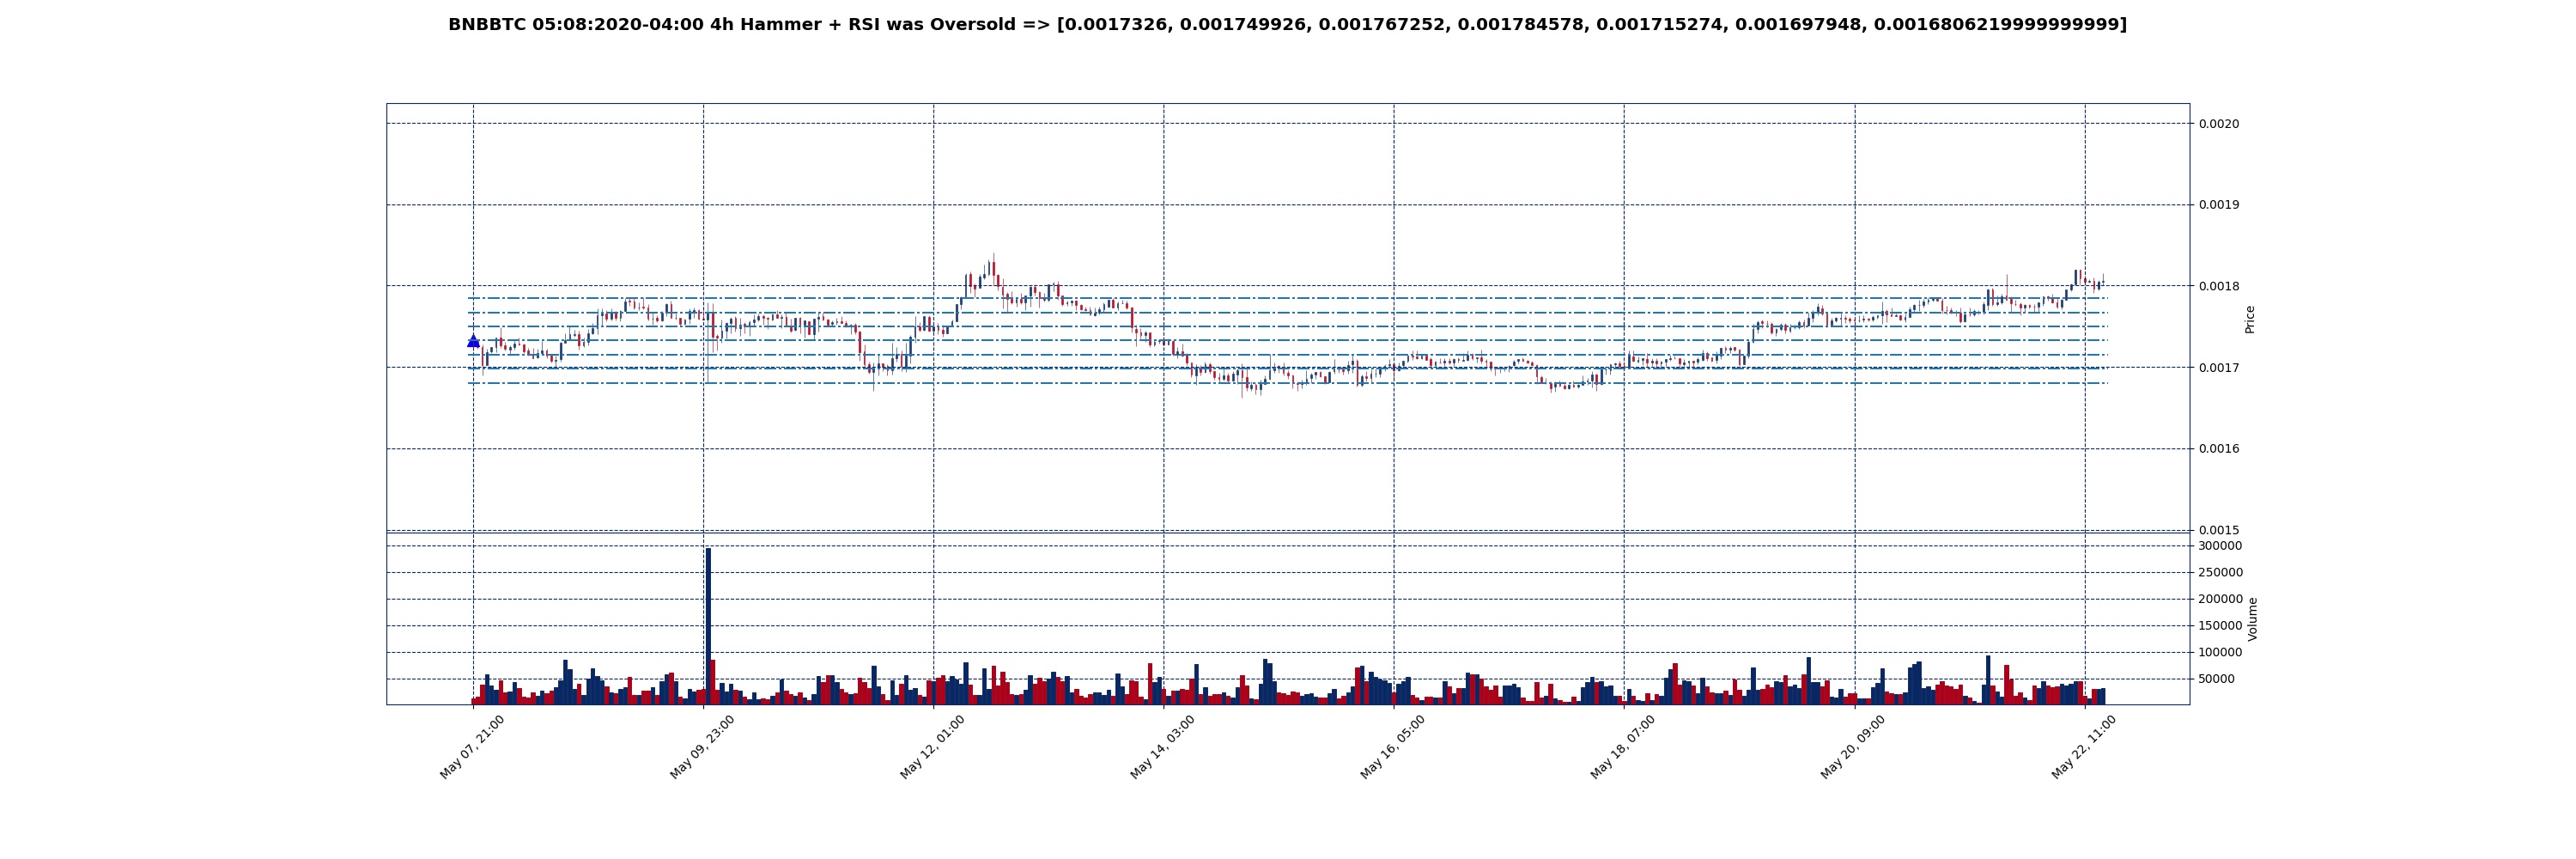 BNBBTC 05:08:2020-04:00 4h Hammer + RSI was Oversold => [0.0017326, 0.001749926, 0.001767252, 0.001784578, 0.001715274, 0.001697948, 0.0016806219999999999]
0.0020
0.0019
0.0018
0.0017
0.0016
0.0015
Price
300000
250000
200000
150000
100000
50000
Volume
May 07, 21:00
May 09, 23:00
May 12, 01:00
May 14, 03:00
May 16, 05:00
May 18, 07:00
May 20, 09:00
May 22, 11:00